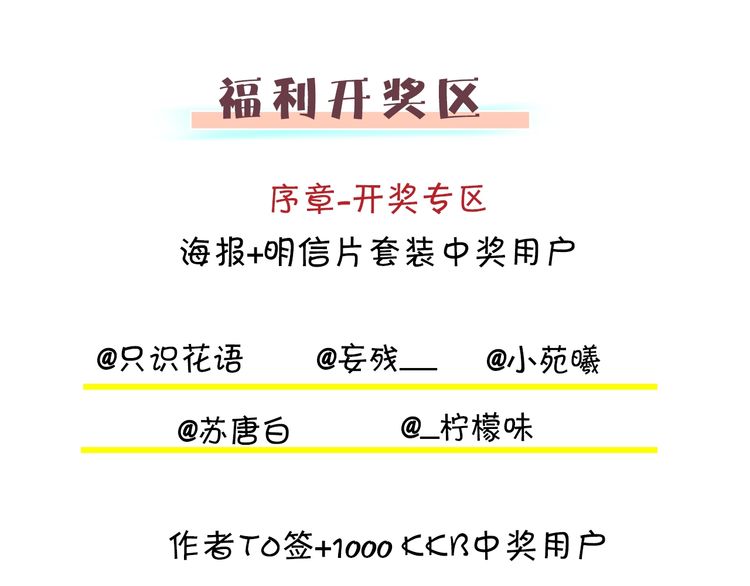 福利开奖区
序章-开奖专区
海报+明信片套装中奖用户
@只识花语 @妄残__ @小苑曦
@苏唐白 @_柠檬味
作者TO签+1000 KKB中奖用户